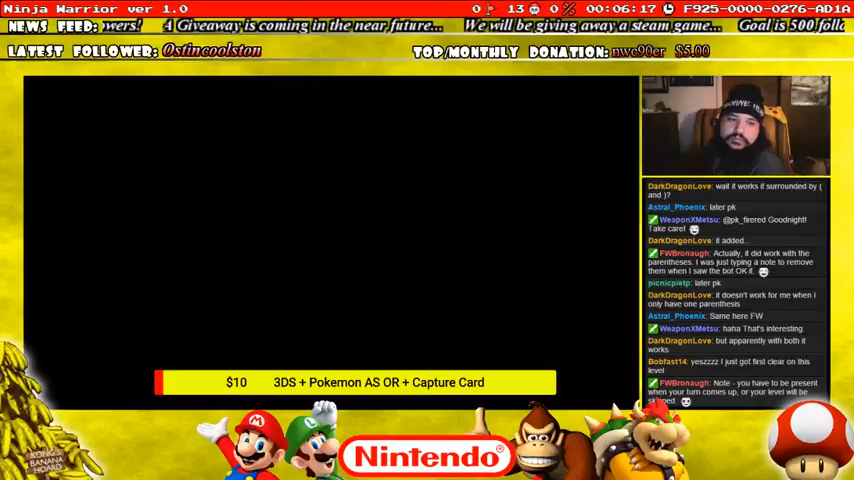 Ninja Warrior ver 1.0
0 13 0 00:06:17 F925-0000-0276-AD1A
NEWS FEED: wers! A Giveaway is coming in the near future... We will be giving away a steam game... Goal is 500 follo
LATEST FOLLOWER: Ostincoolston
TOP/MONTHLY DONATION: nwc90er $5.00
DarkDragonLove: wait it works if surrounded by (
and )?
Astral_Phoenix: later pk
WeaponXMetsu: @pk_firered Goodnight!
Take care!
DarkDragonLove: it added...
FWBronaugh: Actually, it did work with the
parentheses. I was just typing a note to remove
them when I saw the bot OK it.
picnicpietp: later pk
DarkDragonLove: it doesn't work for me when I
only have one parenthesis
Astral_Phoenix: Same here FW
WeaponXMetsu: haha That's interesting.
DarkDragonLove: but apparently with both it
works
Bobfast14: yeszzz I just got first clear on this
level
FWBronaugh: Note - you have to be present
when your turn comes up, or your level will be
skipped.
$10 3DS + Pokemon AS OR + Capture Card
KONG'S
BANANA
HOARD
Nintendo